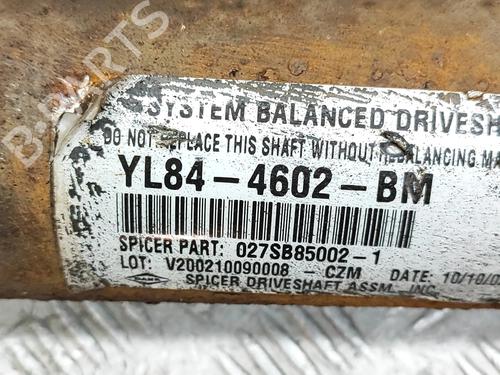 SYSTEM BALANCED DRIVESH
DO NOT REPLACE THIS SHAFT WITHOUT REBALANCING MA
YL84-4602-BM
SPICER PART: 027SB85002-1
LOT: V200210090008 - CZM DATE: 10/10/0
SPICER DRIVESHAFT ASSM., INC.
B-PARTS